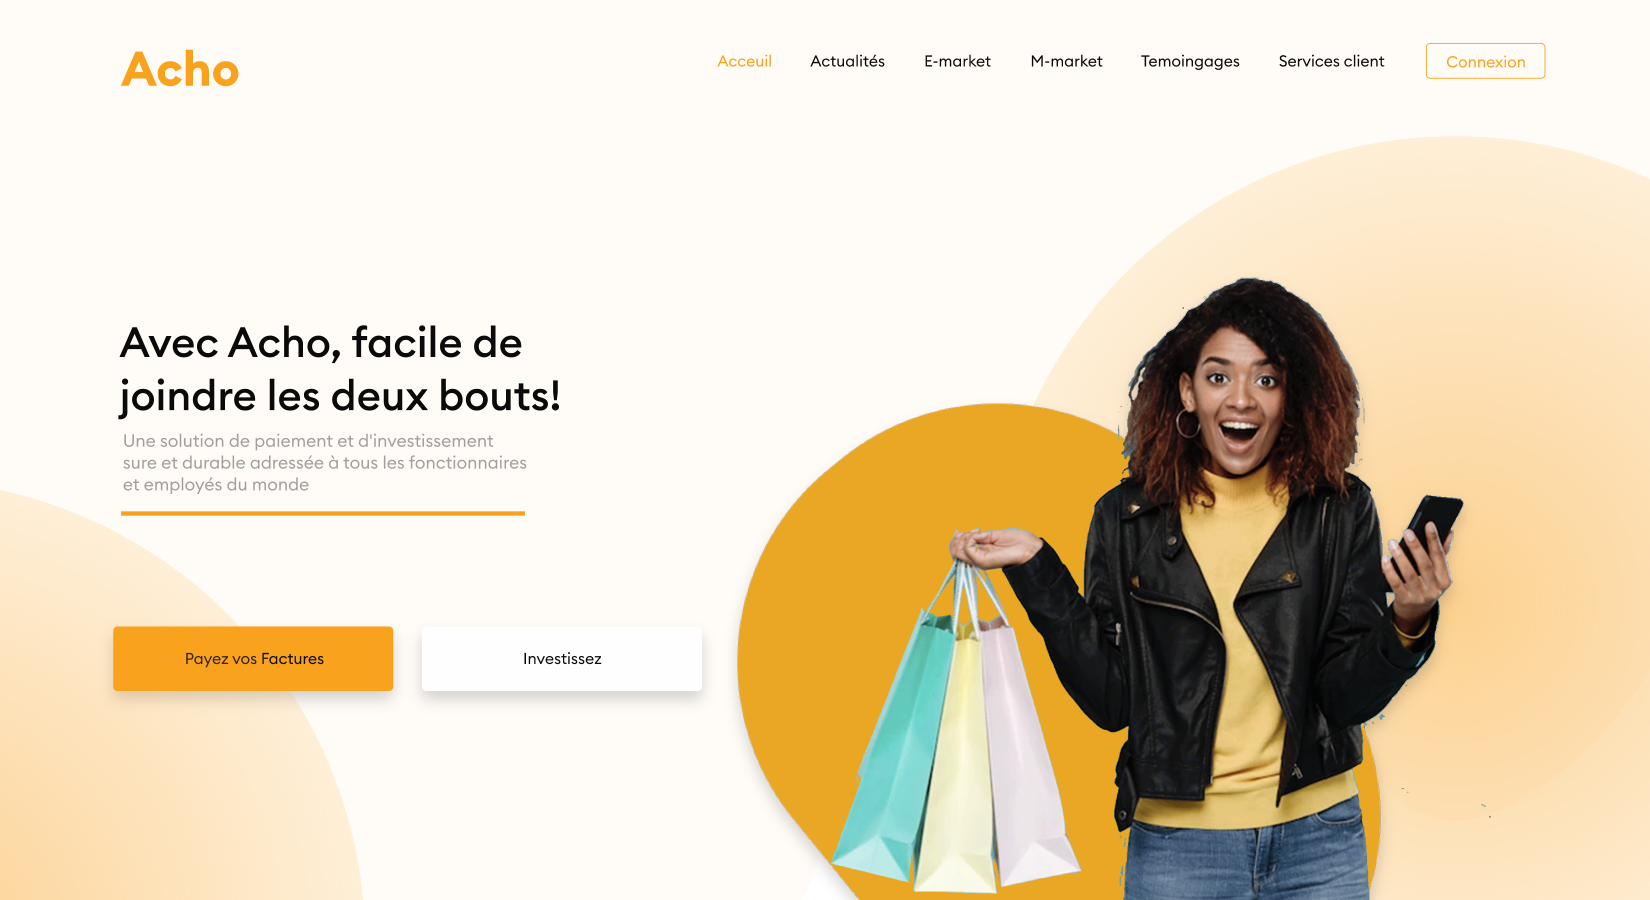 Acho
Acceuil
Actualités
E-market
M-market
Temoingages
Services client
Connexion
Avec Acho, facile de
joindre les deux bouts!
Une solution de paiement et d'investissement
sure et durable adressée à tous les fonctionnaires
et employés du monde
Payez vos Factures
Investissez